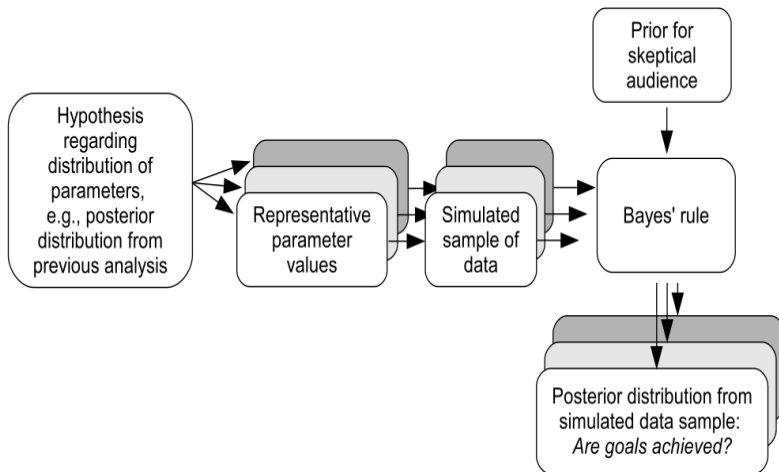 Prior for
skeptical
audience
Hypothesis
regarding
distribution of
parameters,
e.g., posterior
distribution from
previous analysis
Representative
parameter
values
Simulated
sample of
data
Bayes' rule
Posterior distribution from
simulated data sample:
Are goals achieved?